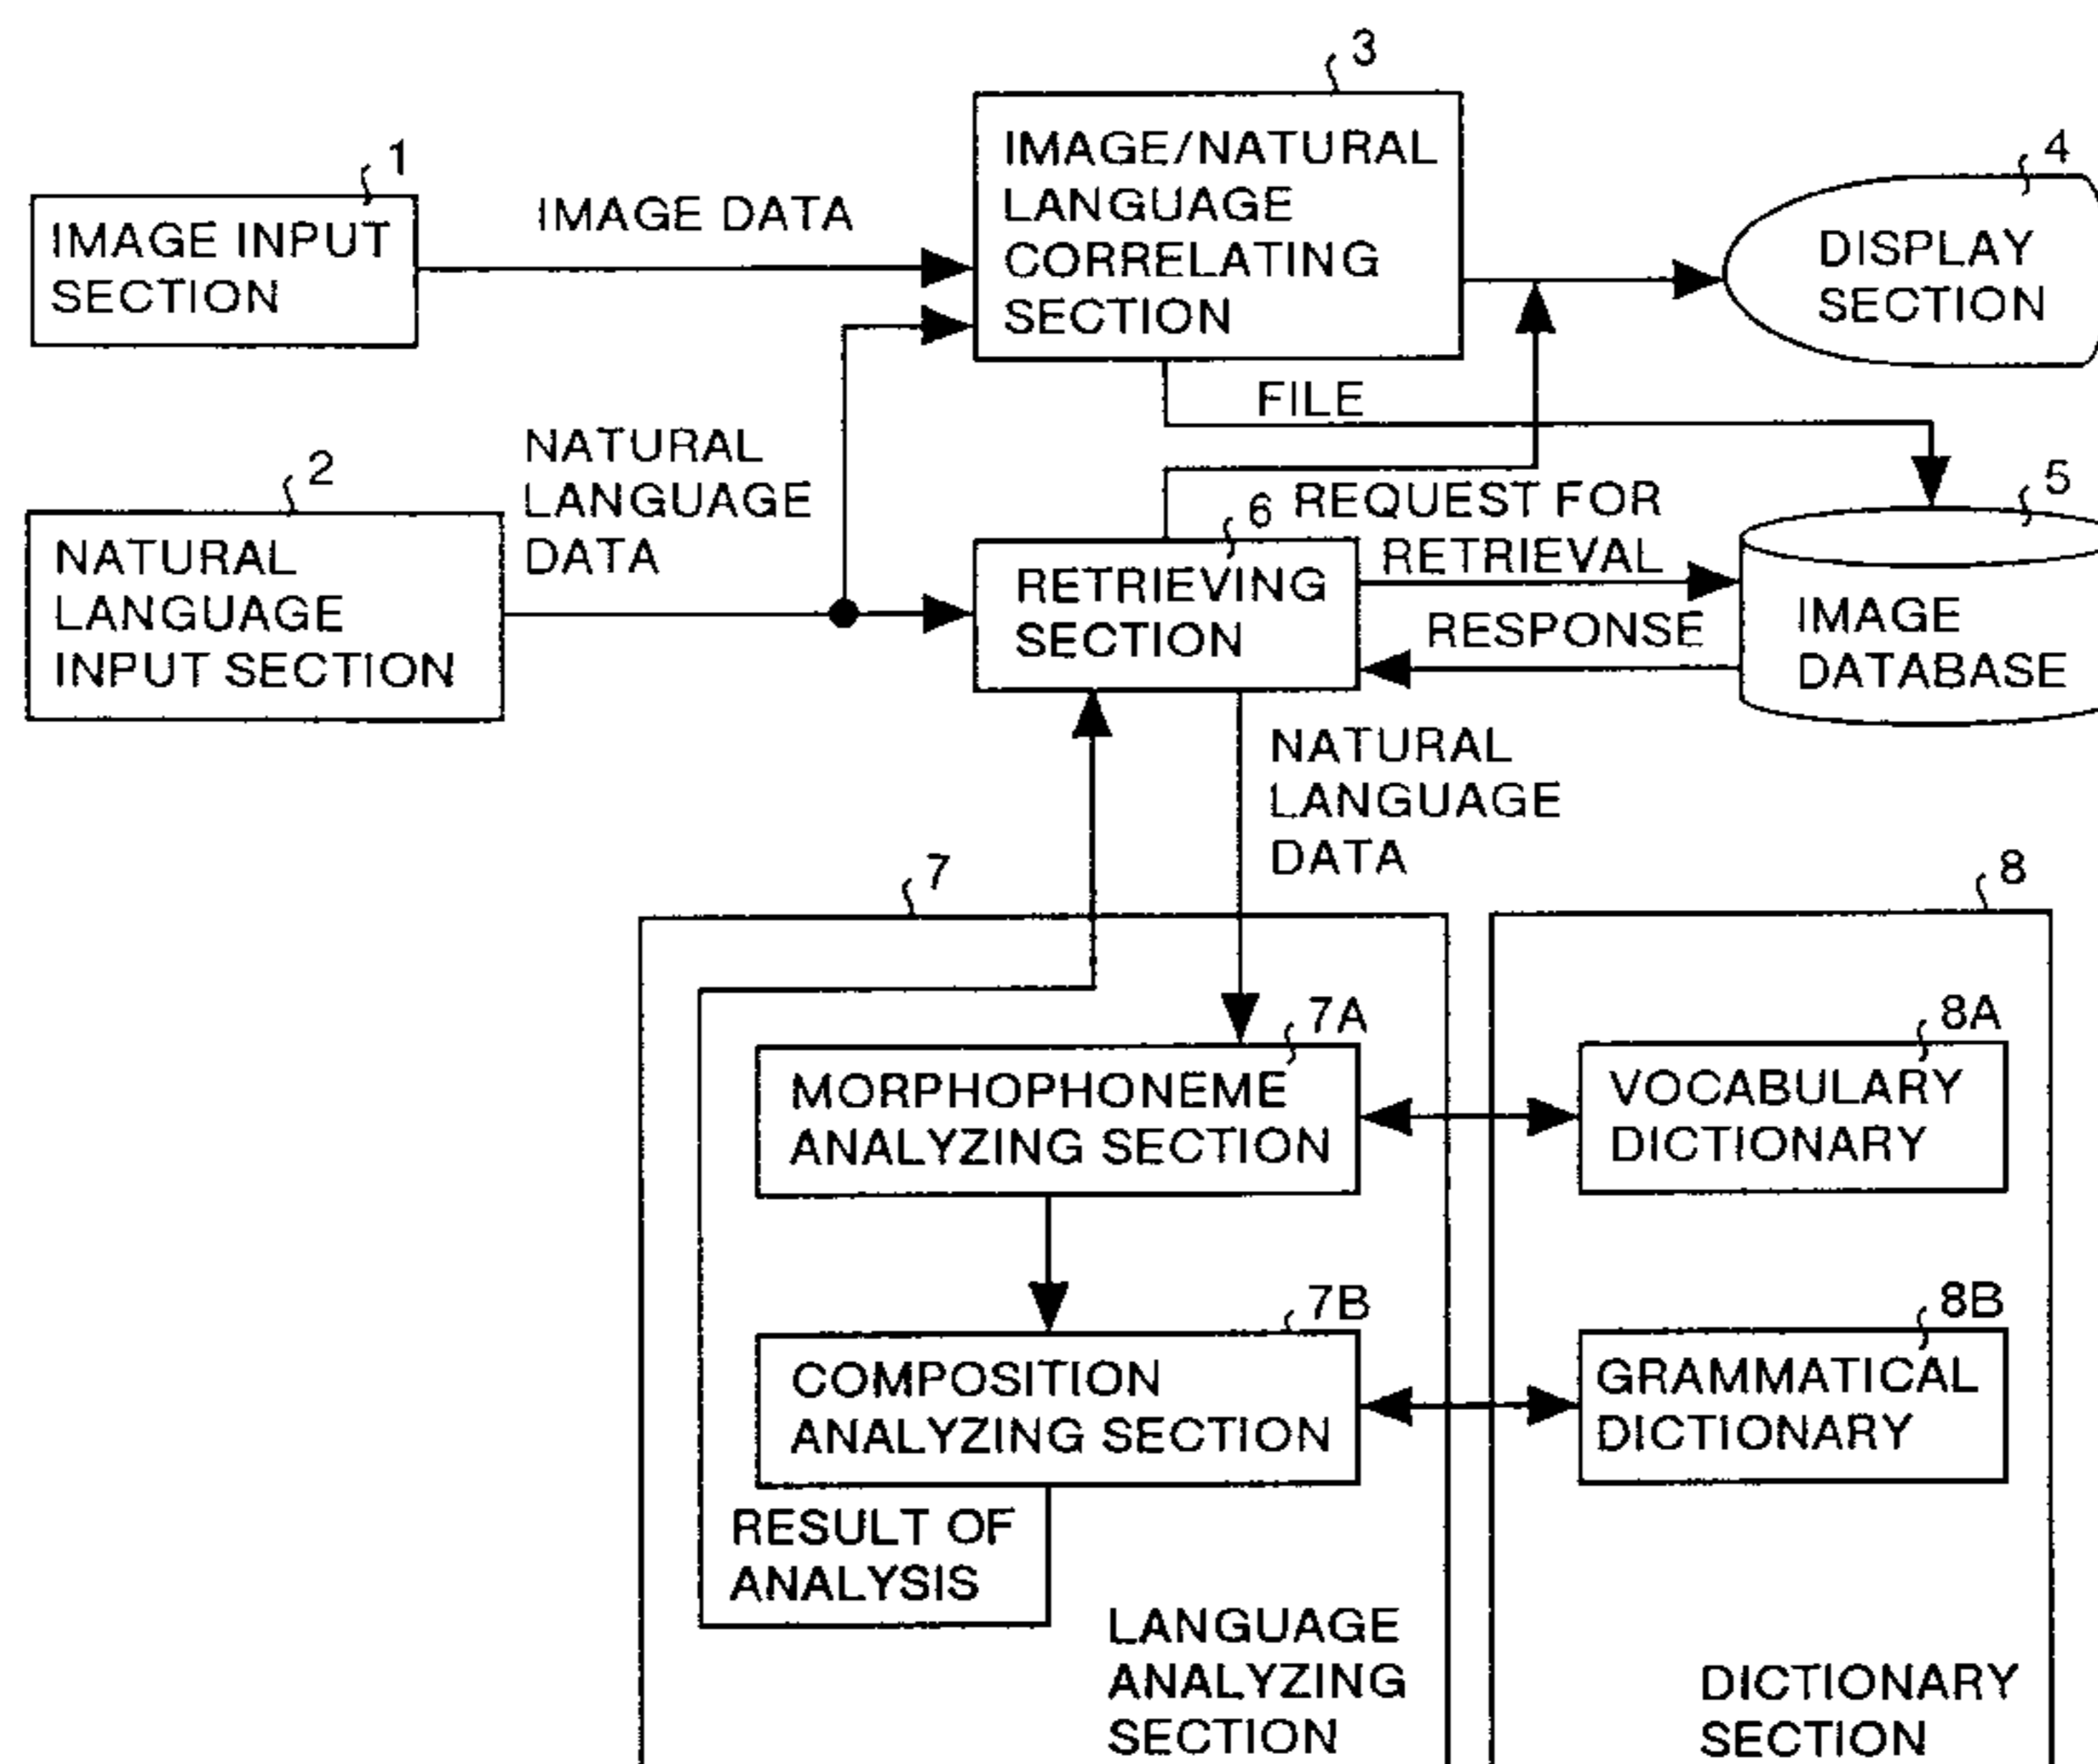 3
IMAGE/NATURAL
LANGUAGE
CORRELATING
SECTION
1
IMAGE INPUT
SECTION
IMAGE DATA
4
DISPLAY
SECTION
FILE
2
NATURAL
LANGUAGE
INPUT SECTION
NATURAL
LANGUAGE
DATA
6
RETRIEVING
SECTION
REQUEST FOR
RETRIEVAL
RESPONSE
5
IMAGE
DATABASE
NATURAL
LANGUAGE
DATA
7
7A
MORPHOPHONEME
ANALYZING SECTION
7B
COMPOSITION
ANALYZING SECTION
RESULT OF
ANALYSIS
LANGUAGE
ANALYZING
SECTION
8
8A
VOCABULARY
DICTIONARY
8B
GRAMMATICAL
DICTIONARY
DICTIONARY
SECTION